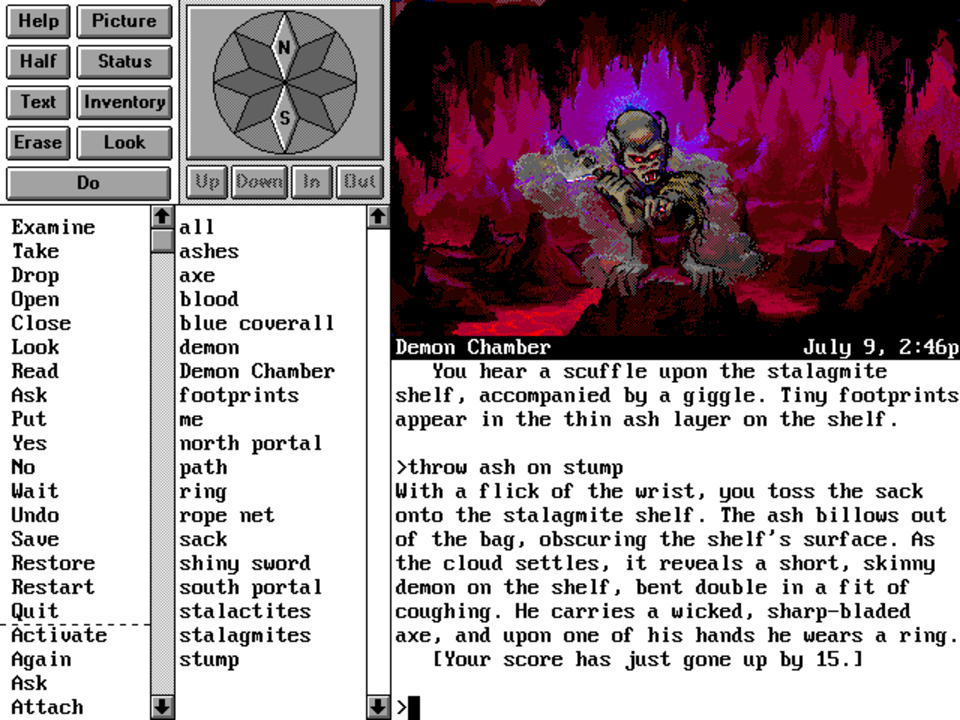 Help
Picture
Half
Status
Text
Inventory
Erase
Look
Do
N
S
Up
Down
In
Out
Examine
Take
Drop
Open
Close
Look
Read
Ask
Put
Yes
No
Wait
Undo
Save
Restore
Restart
Quit
Activate
Again
Ask
Attach
all
ashes
axe
blood
blue coverall
demon
Demon Chamber
footprints
me
north portal
path
ring
rope net
sack
shiny sword
south portal
stalactites
stalagmites
stump
Demon Chamber July 9, 2:46p
You hear a scuffle upon the stalagmite
shelf, accompanied by a giggle. Tiny footprints
appear in the thin ash layer on the shelf.
>throw ash on stump
With a flick of the wrist, you toss the sack
onto the stalagmite shelf. The ash billows out
of the bag, obscuring the shelf's surface. As
the cloud settles, it reveals a short, skinny
demon on the shelf, bent double in a fit of
coughing. He carries a wicked, sharp-bladed
axe, and upon one of his hands he wears a ring.
[Your score has just gone up by 15.]
>